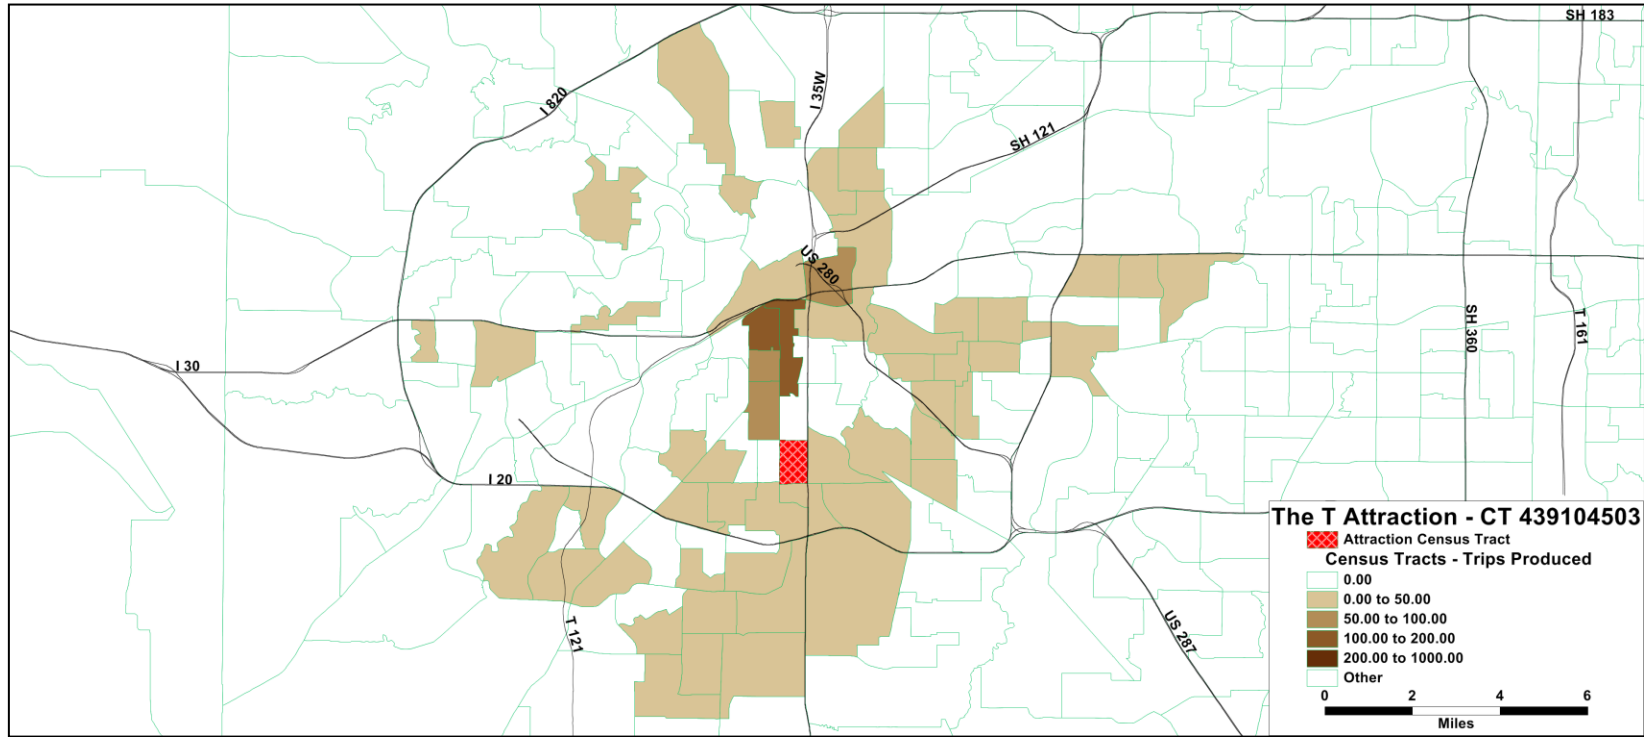 SH 183
I 820
I 35W
SH 121
US 280
SH 360
T 161
I 30
I 20
T 121
US 287
The T Attraction - CT 439104503
Attraction Census Tract
Census Tracts - Trips Produced
0.00
0.00 to 50.00
50.00 to 100.00
100.00 to 200.00
200.00 to 1000.00
Other
0 2 4 6
Miles